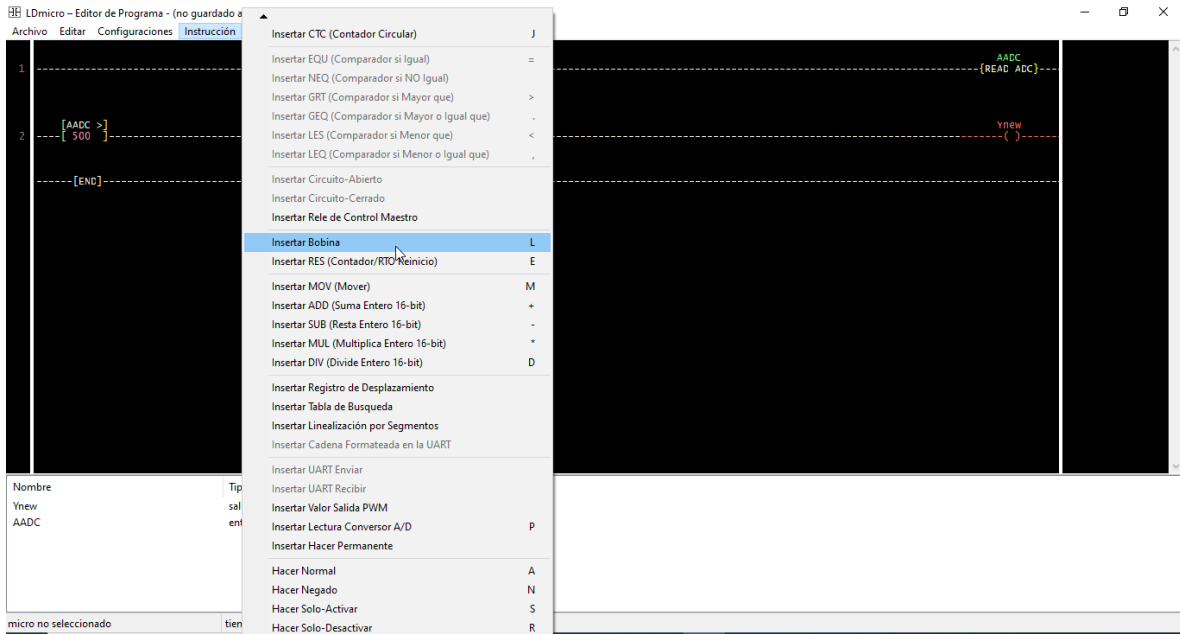 LDmicro – Editor de Programa - (no guardado a
Archivo Editar Configuraciones Instrucción
Insertar CTC (Contador Circular) J
Insertar EQU (Comparador si Igual) =
Insertar NEQ (Comparador si NO Igual)
Insertar GRT (Comparador si Mayor que) >
Insertar GEQ (Comparador si Mayor o Igual que) .
Insertar LES (Comparador si Menor que) <
Insertar LEQ (Comparador si Menor o Igual que) ,
Insertar Circuito-Abierto
Insertar Circuito-Cerrado
Insertar Rele de Control Maestro
Insertar Bobina L
Insertar RES (Contador/RTO Reinicio) E
Insertar MOV (Mover) M
Insertar ADD (Suma Entero 16-bit) +
Insertar SUB (Resta Entero 16-bit) -
Insertar MUL (Multiplica Entero 16-bit) *
Insertar DIV (Divide Entero 16-bit) D
Insertar Registro de Desplazamiento
Insertar Tabla de Busqueda
Insertar Linealización por Segmentos
Insertar Cadena Formateada en la UART
Insertar UART Enviar
Insertar UART Recibir
Insertar Valor Salida PWM
Insertar Lectura Conversor A/D P
Insertar Hacer Permanente
Hacer Normal A
Hacer Negado N
Hacer Solo-Activar S
Hacer Solo-Desactivar R
AADC
1 {READ ADC}
[AADC >] Ynew
2 [ 500 ] ( )
[END]
Nombre Tip
Ynew sal
AADC ent
micro no seleccionado tien